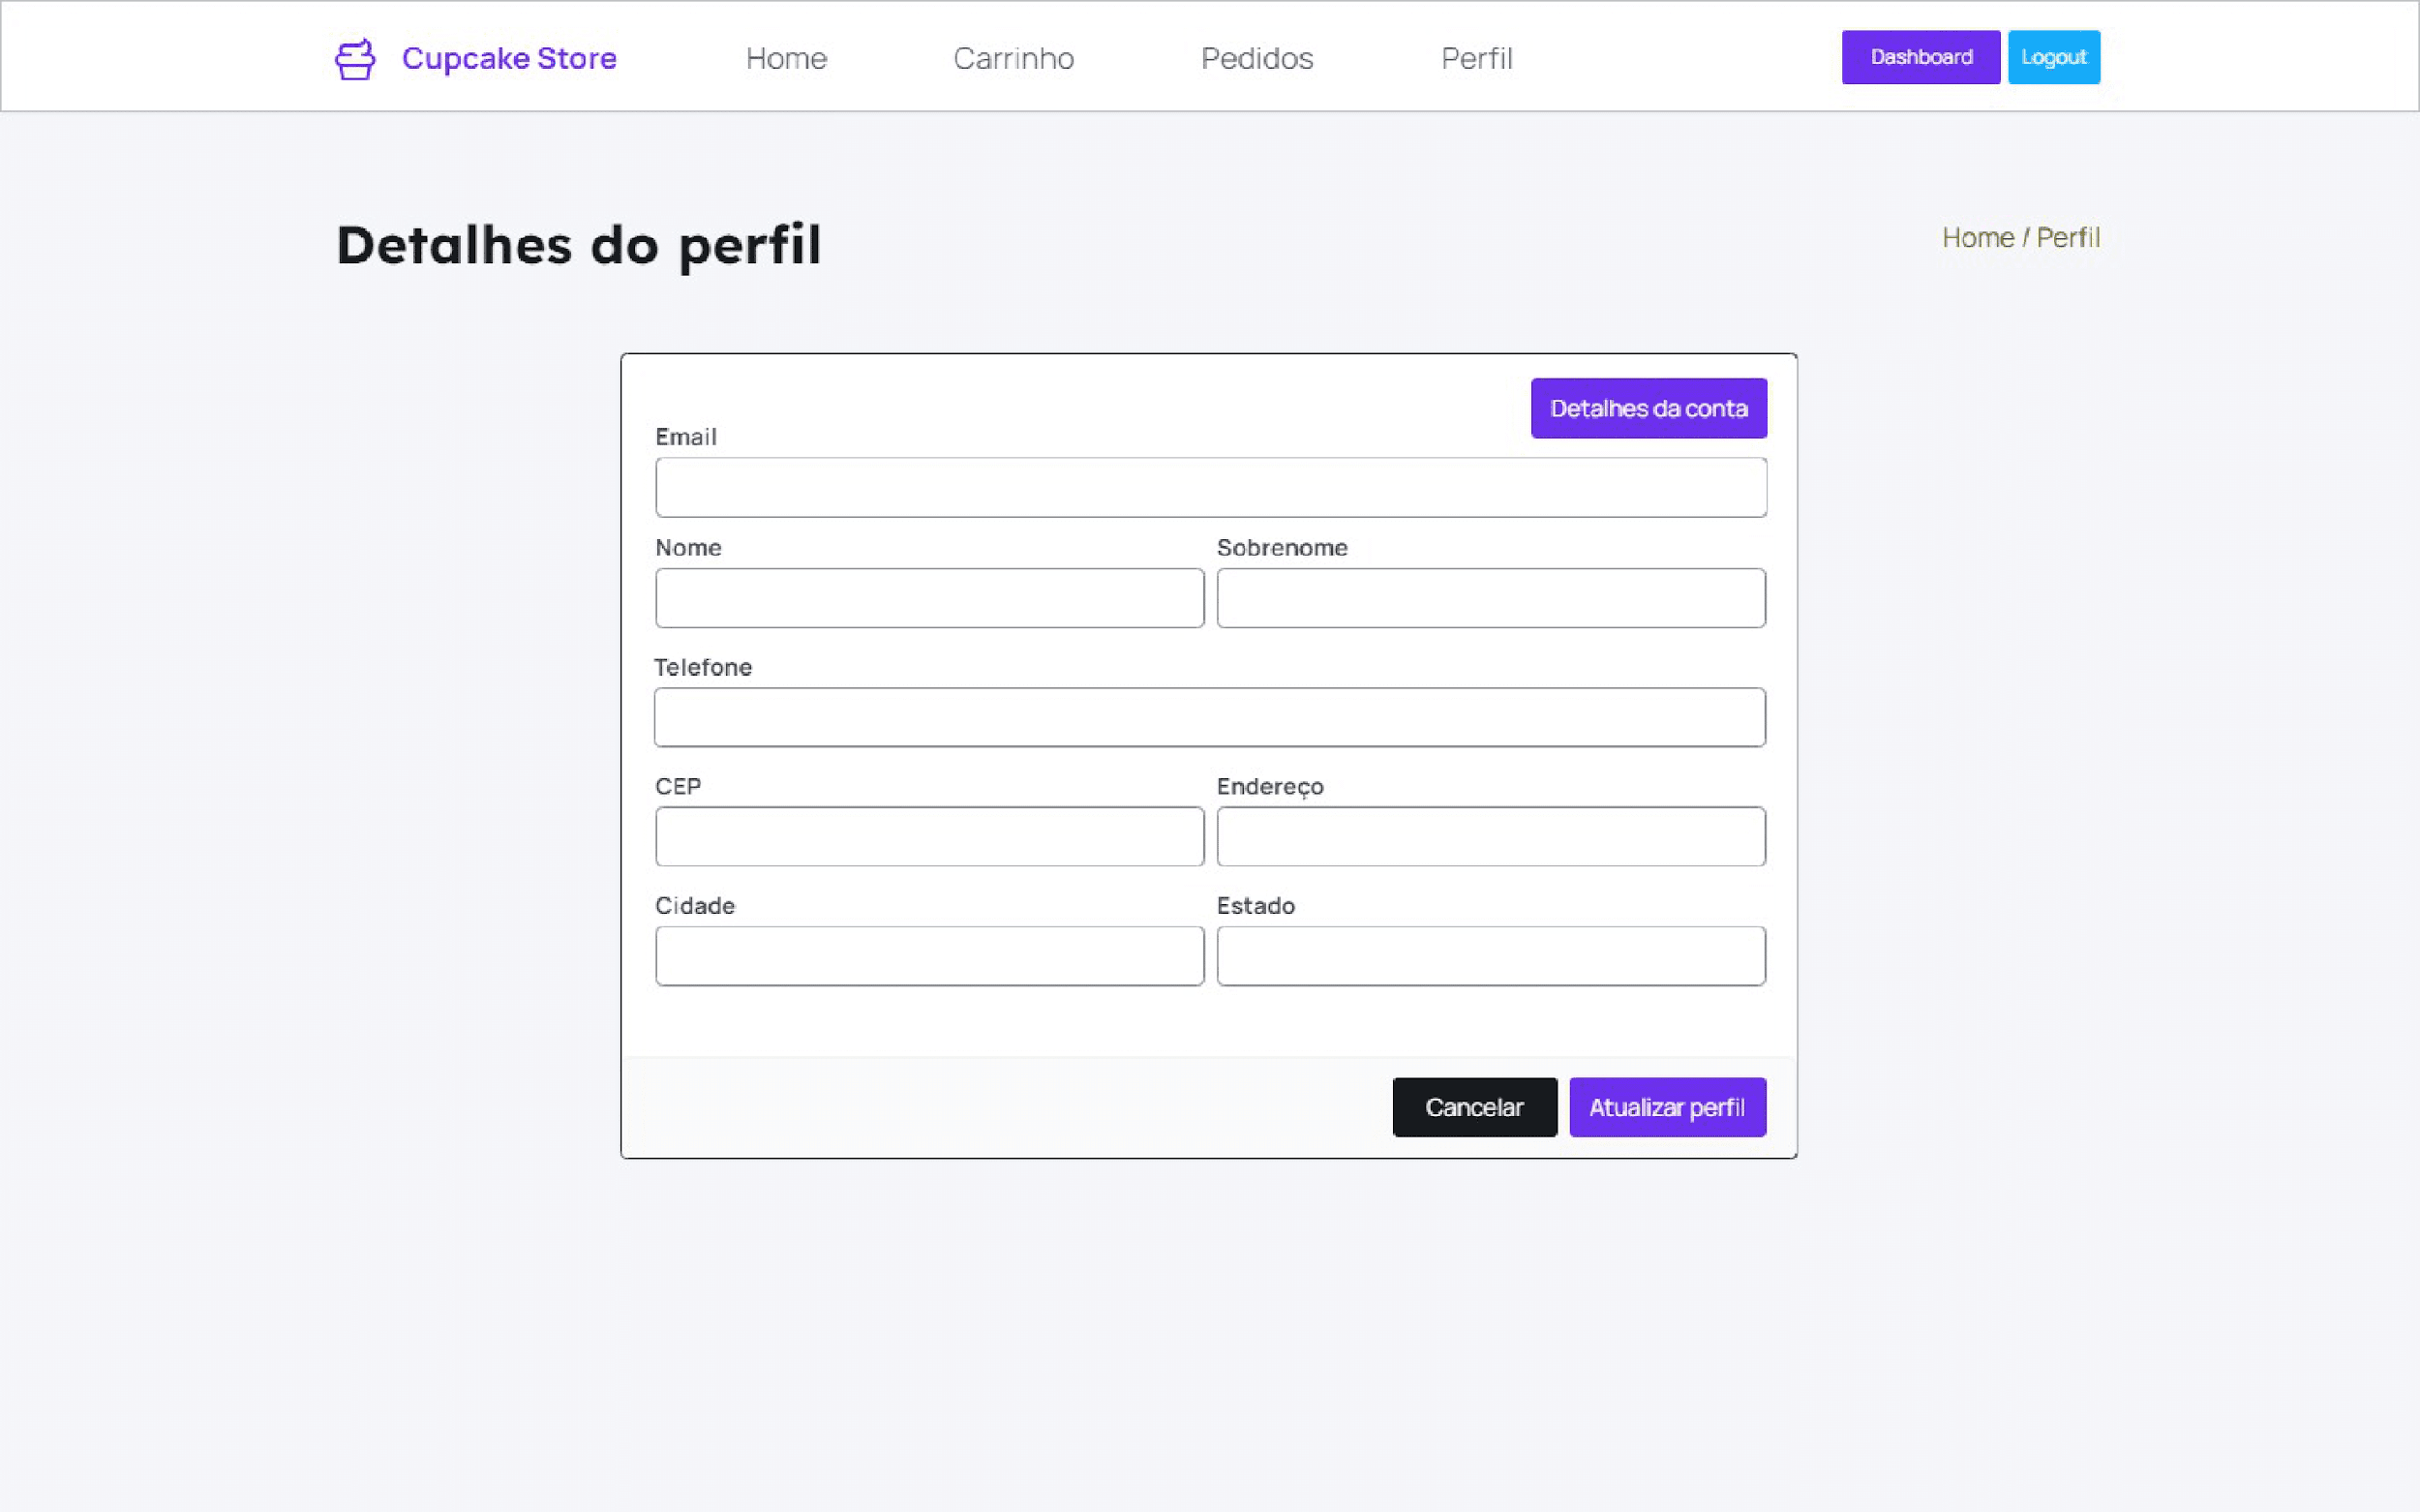 Cupcake Store Home Carrinho Pedidos Perfil Dashboard Logout
Detalhes do perfil Home / Perfil
Detalhes da conta
Email
Nome Sobrenome
Telefone
CEP Endereço
Cidade Estado
Cancelar Atualizar perfil